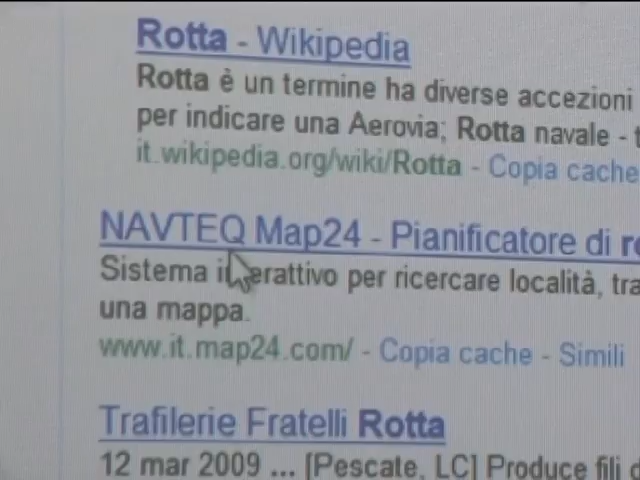 Rotta - Wikipedia
Rotta è un termine ha diverse accezioni
per indicare una Aerovia; Rotta navale - t
it.wikipedia.org/wiki/Rotta - Copia cache
NAVTEQ Map24 - Pianificatore di re
Sistema interattivo per ricercare località, tra
una mappa.
www.it.map24.com/ - Copia cache - Simili
Trafilerie Fratelli Rotta
12 mar 2009 ... [Pescate, LC] Produce fili d